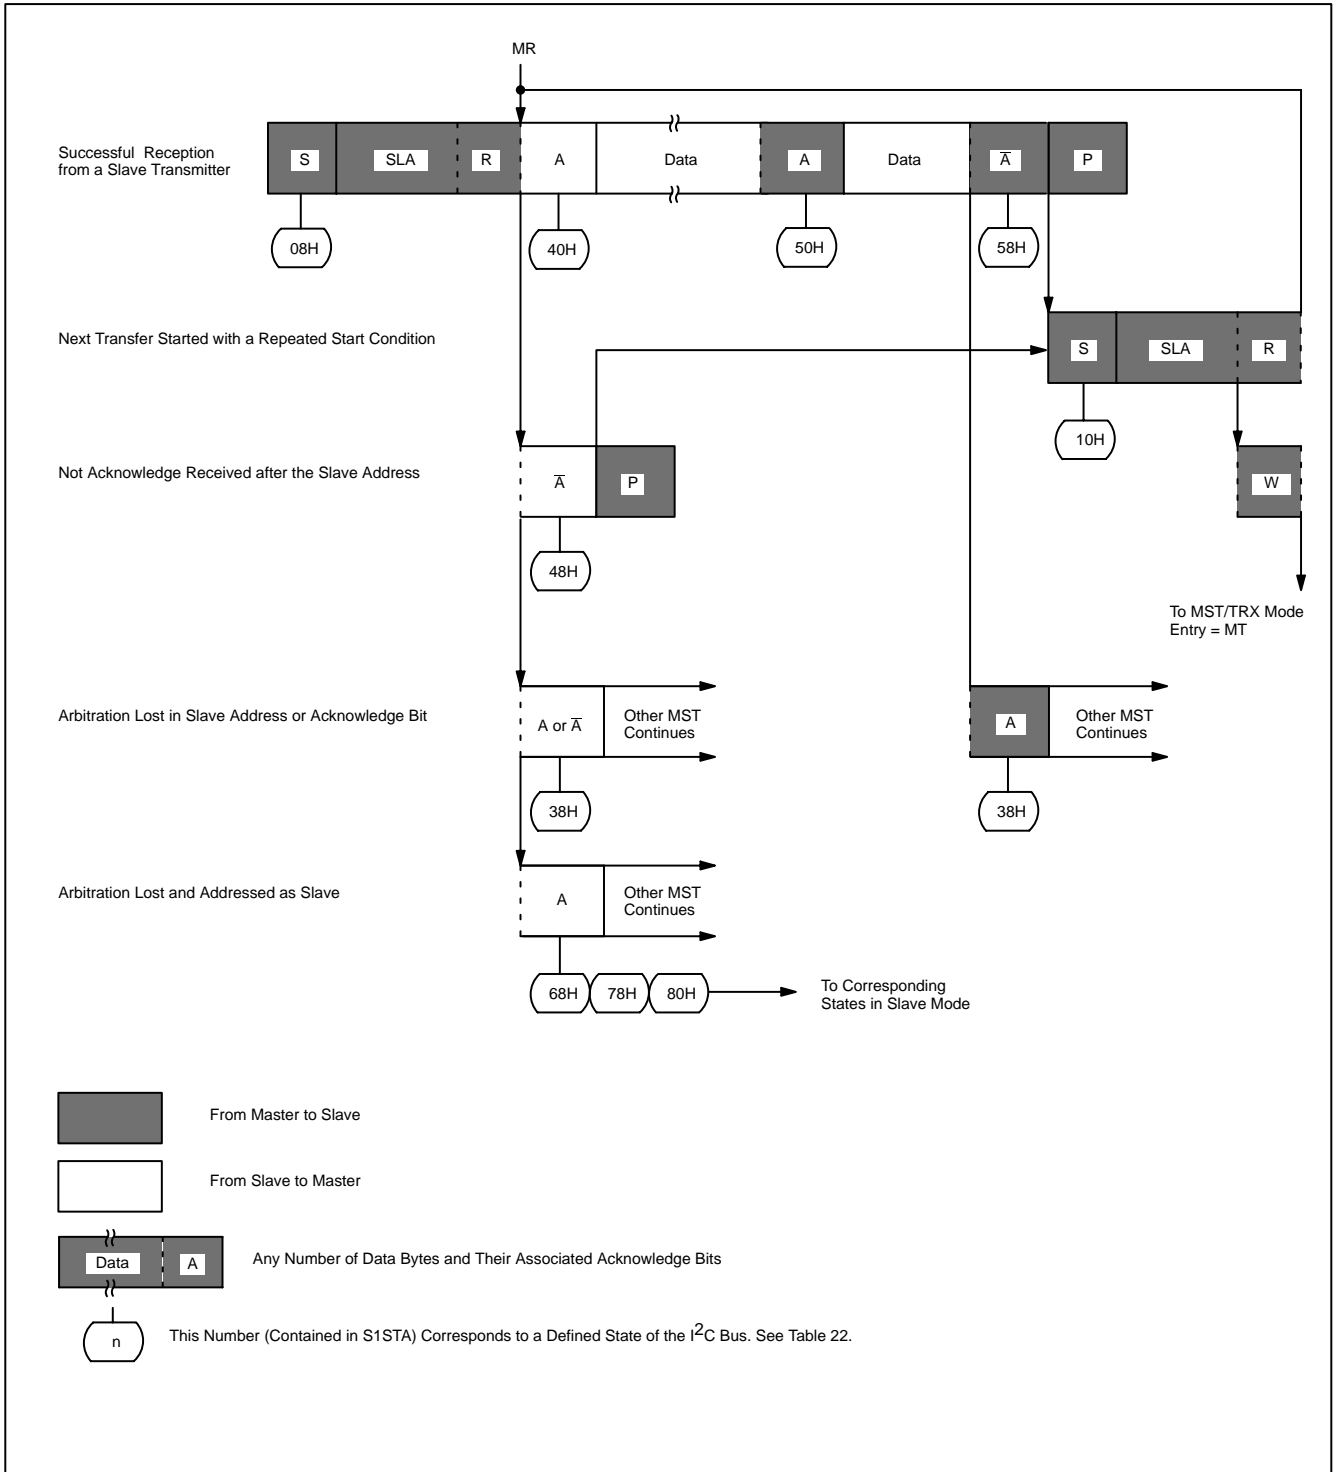 MR
Successful Reception
from a Slave Transmitter
S SLA R A Data A Data A̅ P
08H 40H 50H 58H
Next Transfer Started with a Repeated Start Condition
S SLA R
10H
Not Acknowledge Received after the Slave Address
A̅ P
W
48H
To MST/TRX Mode
Entry = MT
Arbitration Lost in Slave Address or Acknowledge Bit
A or A̅
Other MST
Continues
A
Other MST
Continues
38H
38H
Arbitration Lost and Addressed as Slave
A
Other MST
Continues
68H 78H 80H
To Corresponding
States in Slave Mode
From Master to Slave
From Slave to Master
Data A
Any Number of Data Bytes and Their Associated Acknowledge Bits
n
This Number (Contained in S1STA) Corresponds to a Defined State of the I²C Bus. See Table 22.